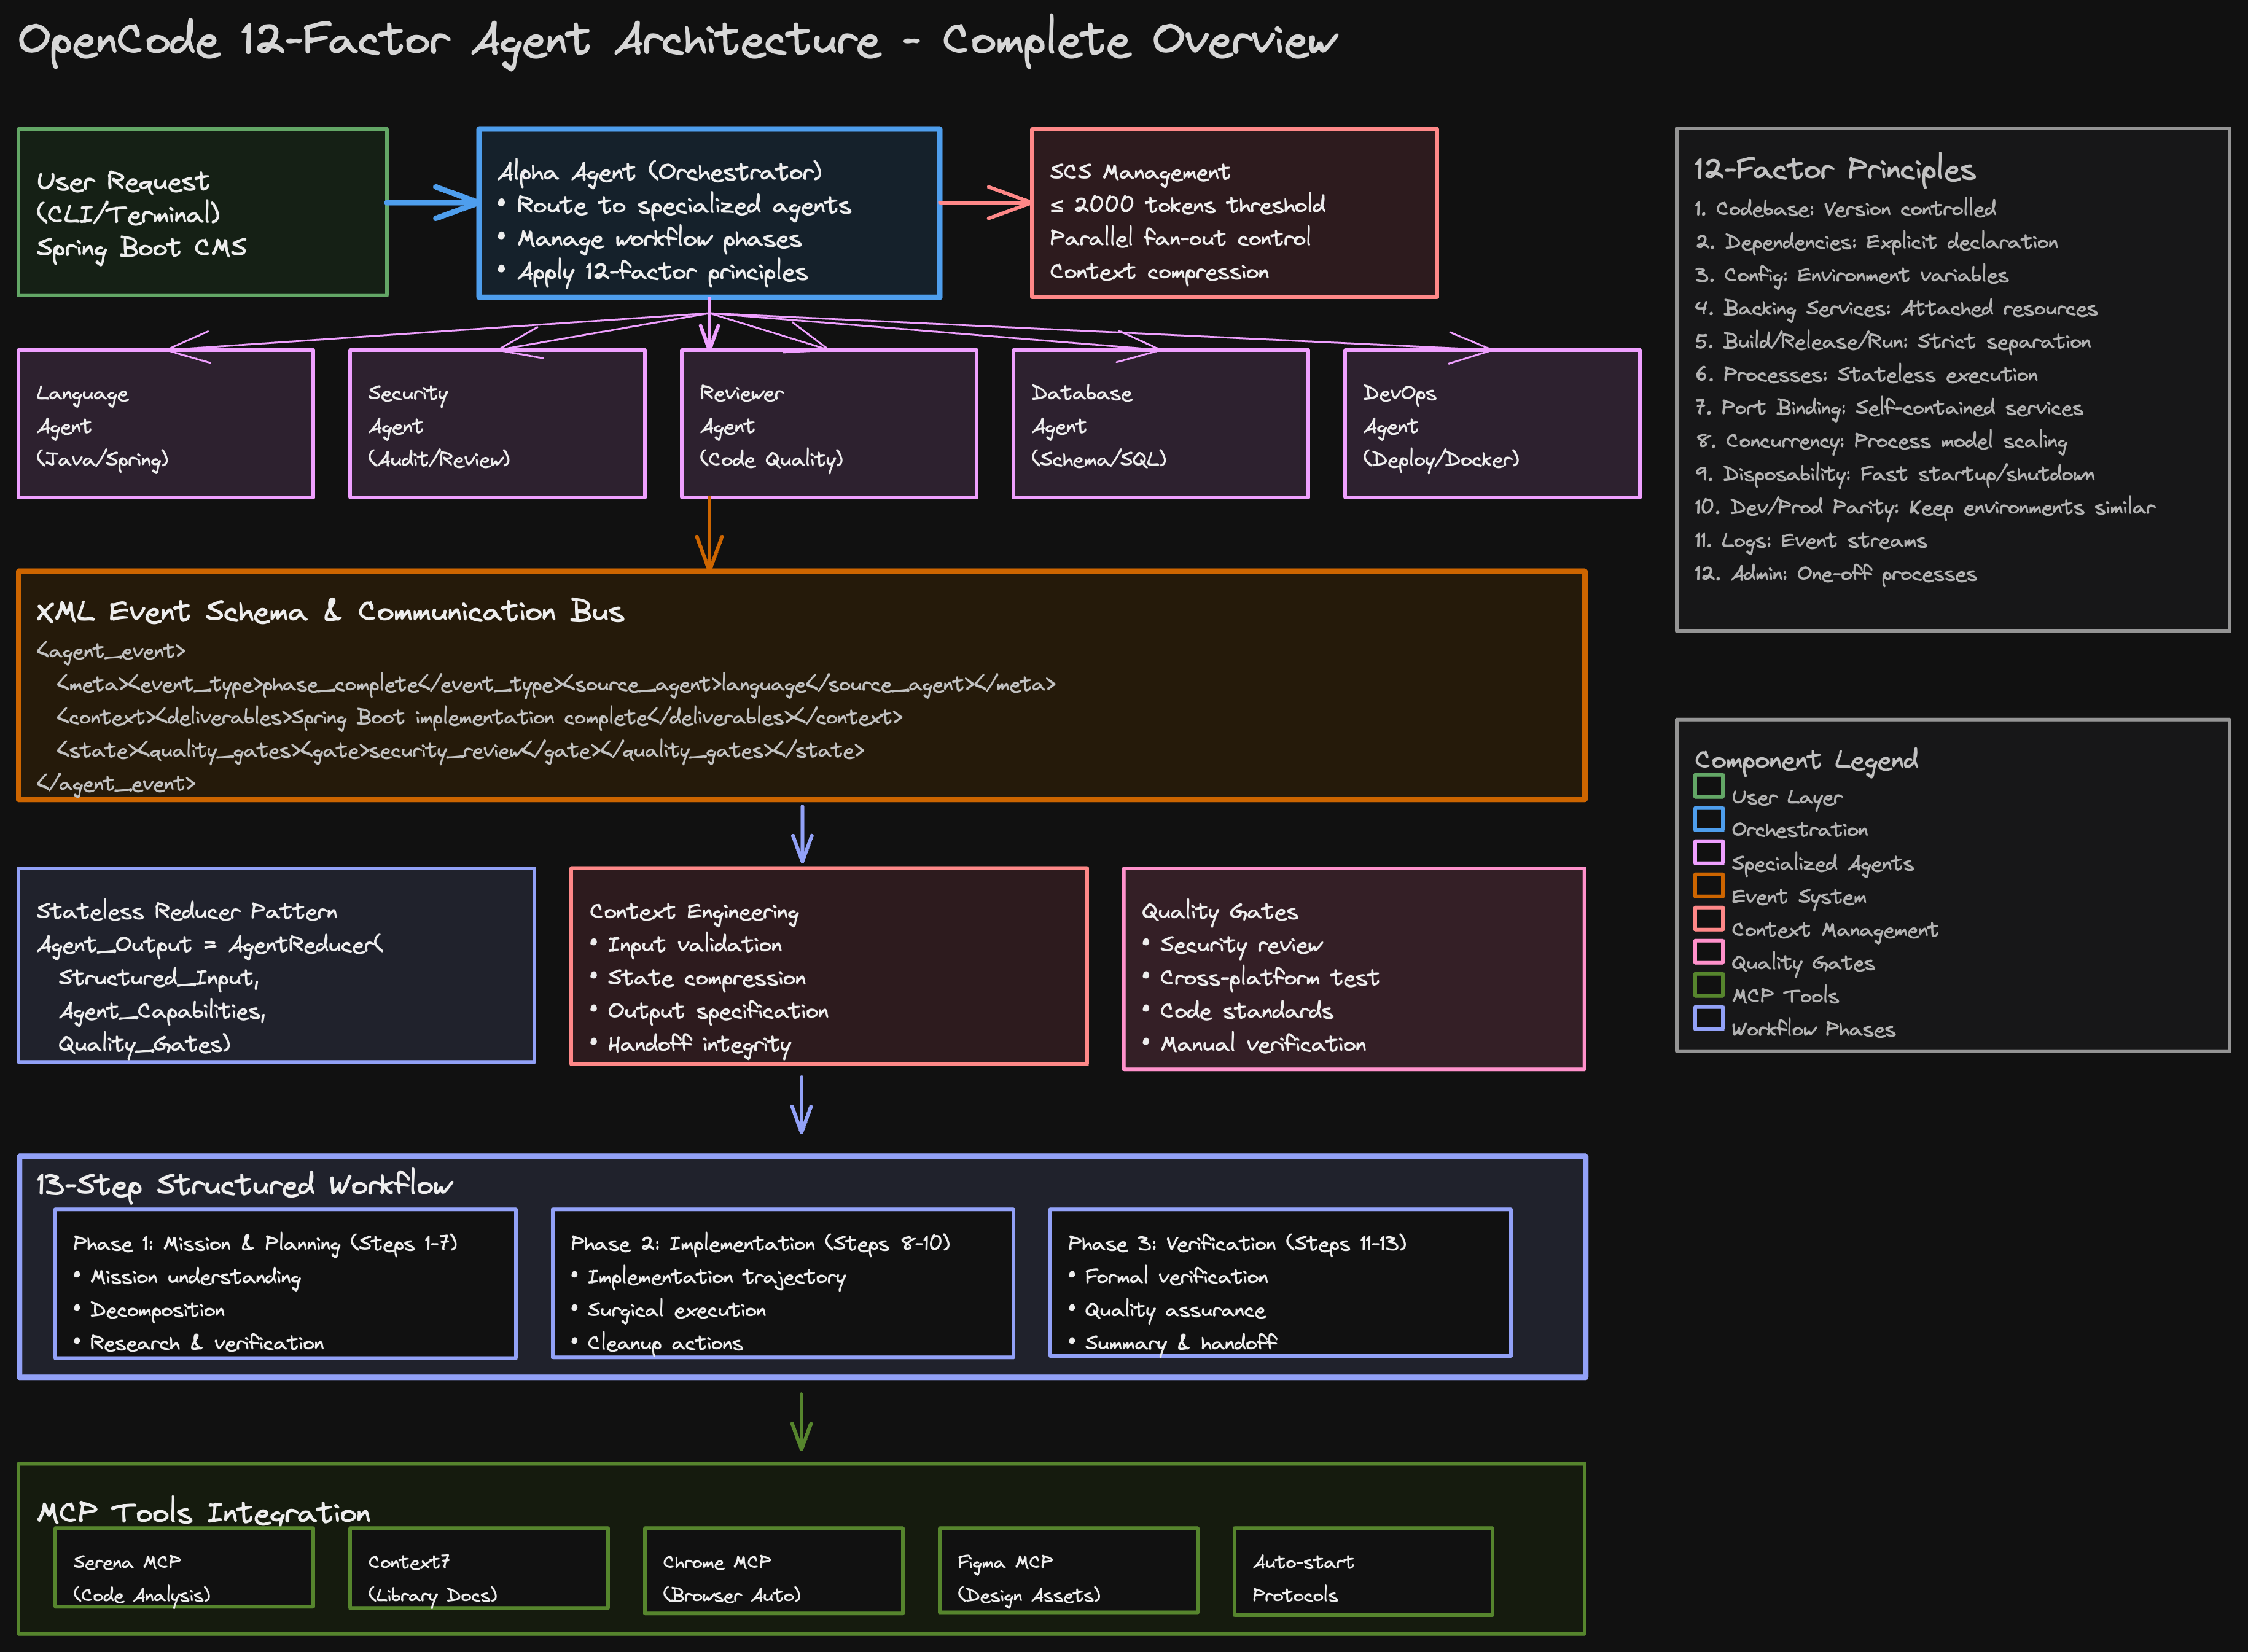 OpenCode 12-Factor Agent Architecture - Complete Overview
User Request
(CLI/Terminal)
Spring Boot CMS
Alpha Agent (Orchestrator)
• Route to specialized agents
• Manage workflow phases
• Apply 12-factor principles
SCS Management
≤ 2000 tokens threshold
Parallel fan-out control
Context compression
Language
Agent
(Java/Spring)
Security
Agent
(Audit/Review)
Reviewer
Agent
(Code Quality)
Database
Agent
(Schema/SQL)
DevOps
Agent
(Deploy/Docker)
XML Event Schema & Communication Bus
<agent_event>
<meta><event_type>phase_complete</event_type><source_agent>language</source_agent></meta>
<context><deliverables>Spring Boot implementation complete</deliverables></context>
<state><quality_gates><gate>security_review</gate></quality_gates></state>
</agent_event>
Stateless Reducer Pattern
Agent_Output = AgentReducer(
Structured_Input,
Agent_Capabilities,
Quality_Gates)
Context Engineering
• Input validation
• State compression
• Output specification
• Handoff integrity
Quality Gates
• Security review
• Cross-platform test
• Code standards
• Manual verification
13-Step Structured Workflow
Phase 1: Mission & Planning (Steps 1-7)
• Mission understanding
• Decomposition
• Research & verification
Phase 2: Implementation (Steps 8-10)
• Implementation trajectory
• Surgical execution
• Cleanup actions
Phase 3: Verification (Steps 11-13)
• Formal verification
• Quality assurance
• Summary & handoff
MCP Tools Integration
Serena MCP
(Code Analysis)
Context7
(Library Docs)
Chrome MCP
(Browser Auto)
Figma MCP
(Design Assets)
Auto-start
Protocols
12-Factor Principles
1. Codebase: Version controlled
2. Dependencies: Explicit declaration
3. Config: Environment variables
4. Backing Services: Attached resources
5. Build/Release/Run: Strict separation
6. Processes: Stateless execution
7. Port Binding: Self-contained services
8. Concurrency: Process model scaling
9. Disposability: Fast startup/shutdown
10. Dev/Prod Parity: Keep environments similar
11. Logs: Event streams
12. Admin: One-off processes
Component Legend
User Layer
Orchestration
Specialized Agents
Event System
Context Management
Quality Gates
MCP Tools
Workflow Phases